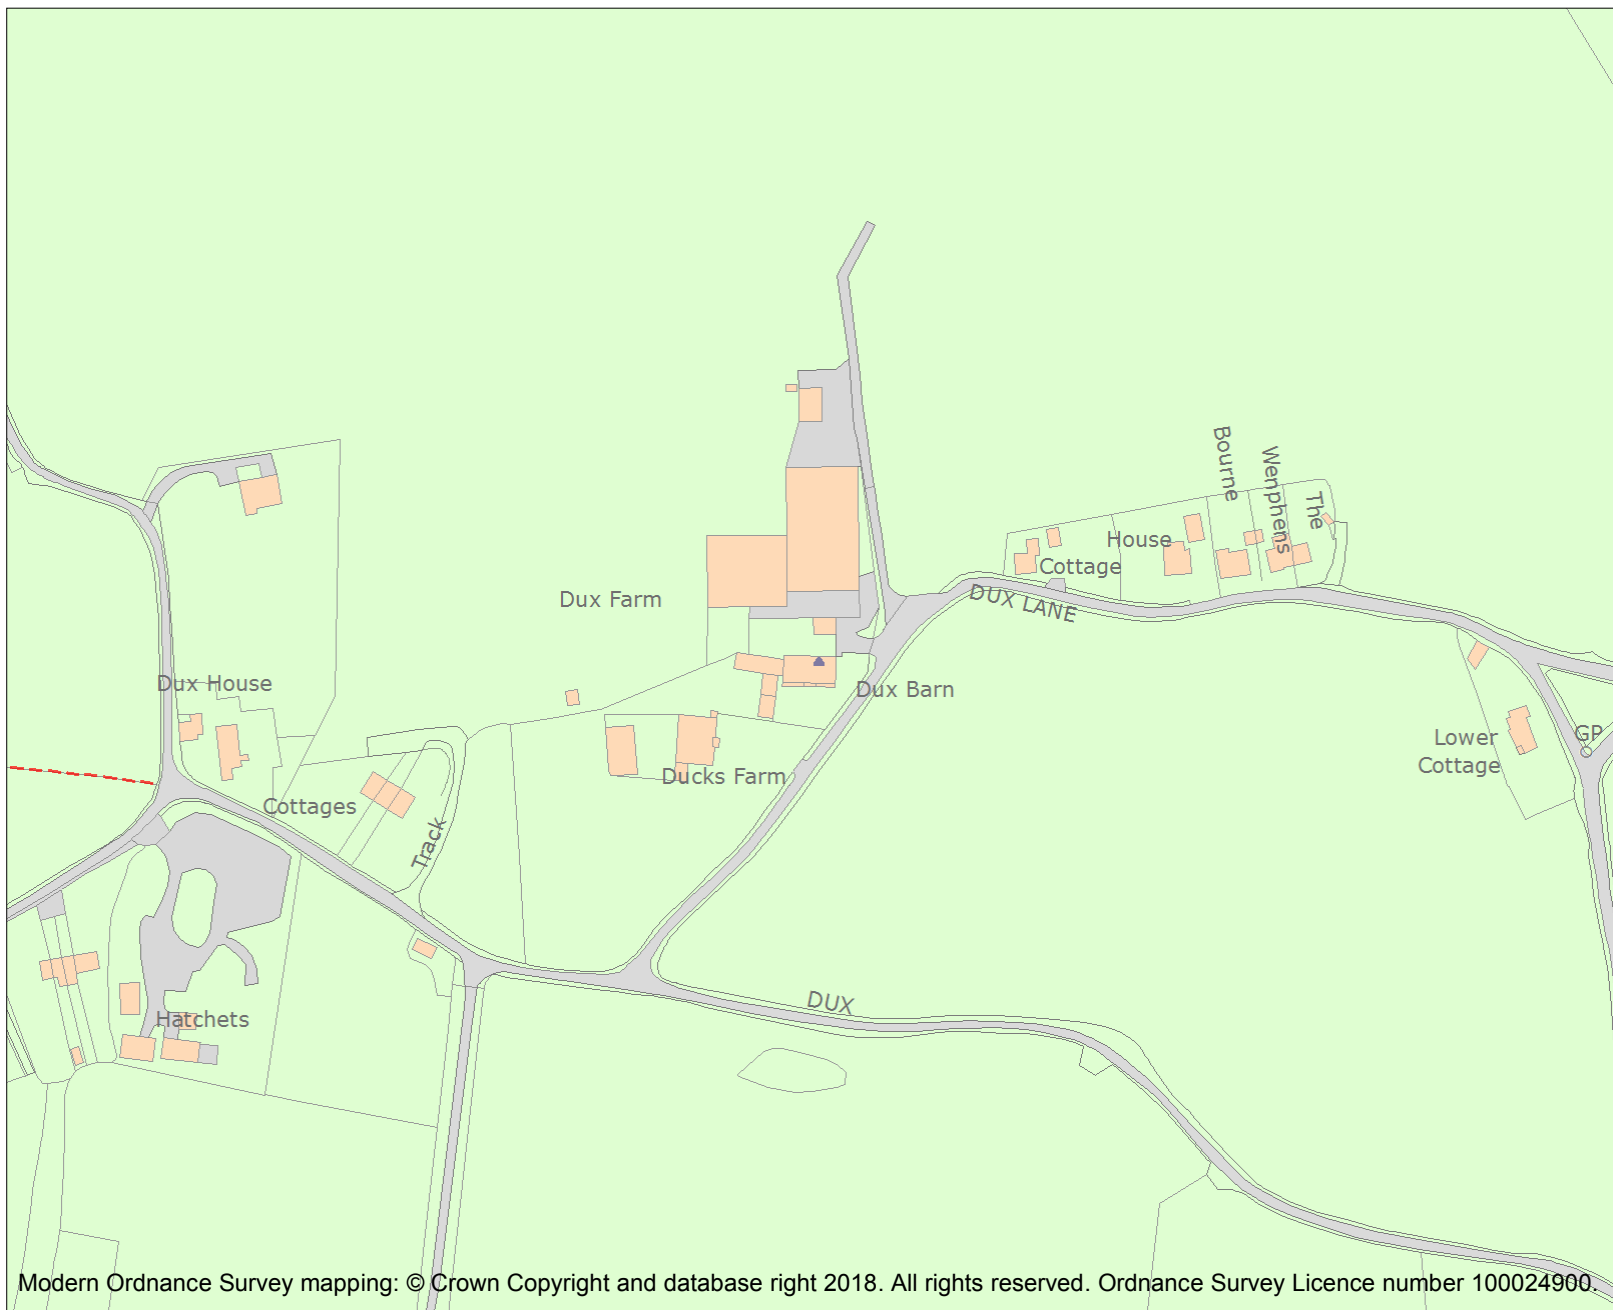 Bourne
Wenphens
The
House
Cottage
DUX LANE
Dux Farm
Dux House
Dux Barn
Lower
Cottage
GP
Ducks Farm
Cottages
Track
DUX
Hatchets
Modern Ordnance Survey mapping: © Crown Copyright and database right 2018. All rights reserved. Ordnance Survey Licence number 100024900.